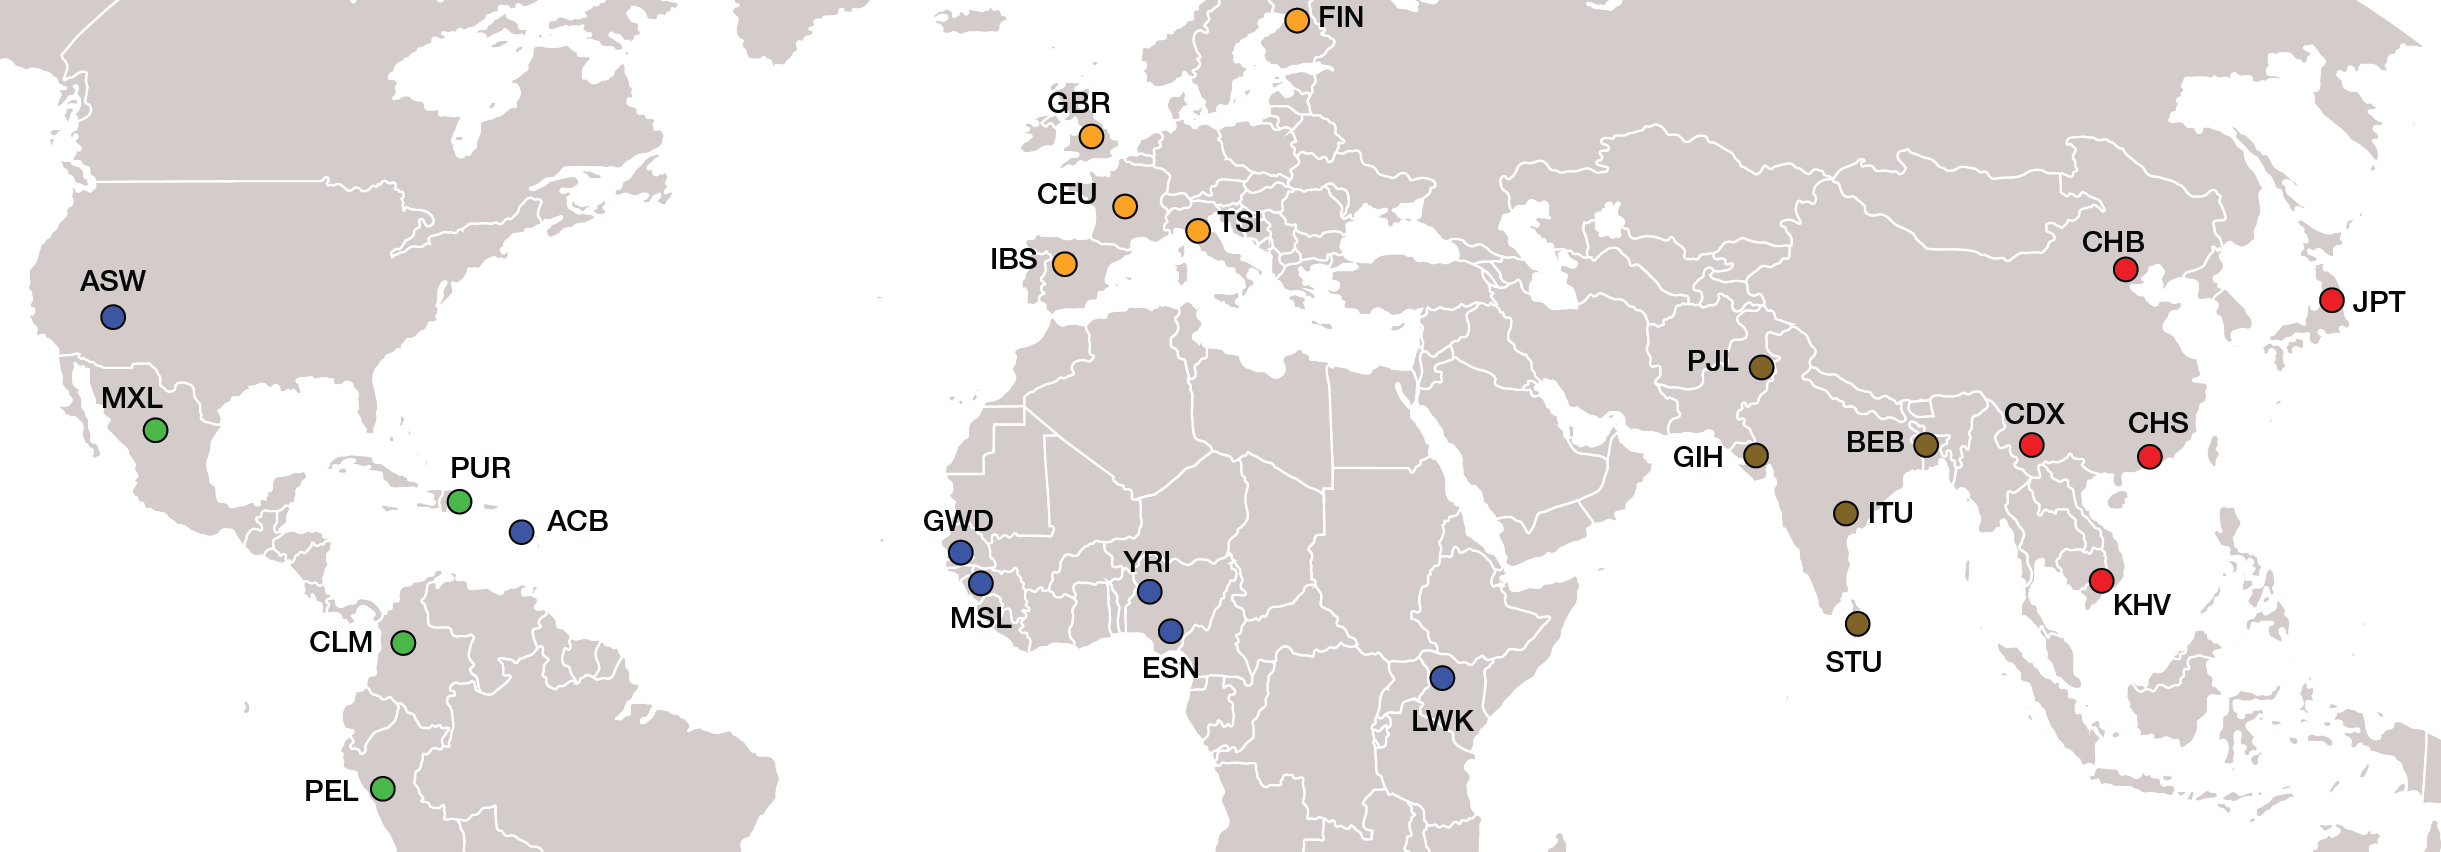 FIN
GBR
CEU
TSI
IBS
CHB
ASW
JPT
PJL
MXL
CDX
CHS
BEB
GIH
PUR
ITU
ACB
GWD
YRI
KHV
MSL
CLM
STU
ESN
LWK
PEL